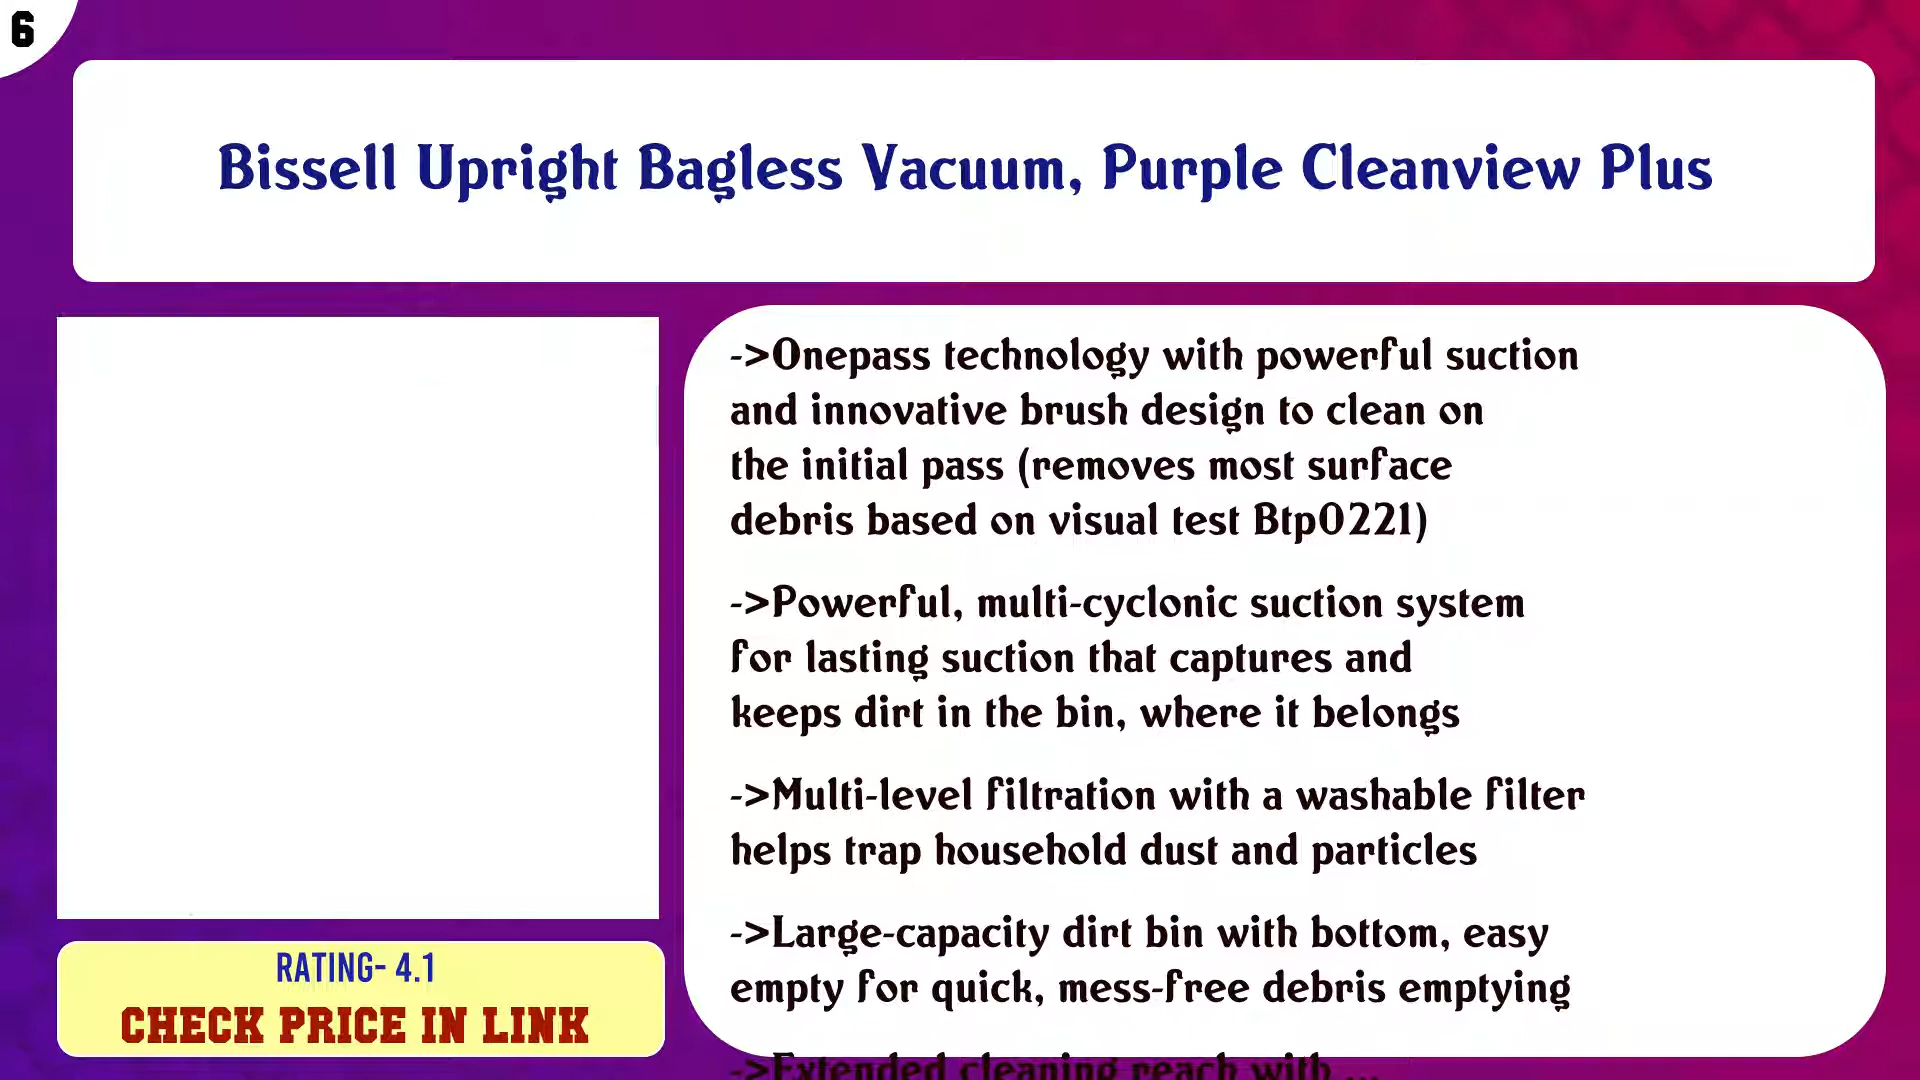 6
Bissell Upright Bagless Vacuum, Purple Cleanview Plus
->Onepass technology with powerful suction
and innovative brush design to clean on
the initial pass (removes most surface
debris based on visual test Btp0221)
->Powerful, multi-cyclonic suction system
for lasting suction that captures and
keeps dirt in the bin, where it belongs
->Multi-level filtration with a washable filter
helps trap household dust and particles
->Large-capacity dirt bin with bottom, easy
empty for quick, mess-free debris emptying
->Extended cleaning reach with ...
RATING- 4.1
CHECK PRICE IN LINK